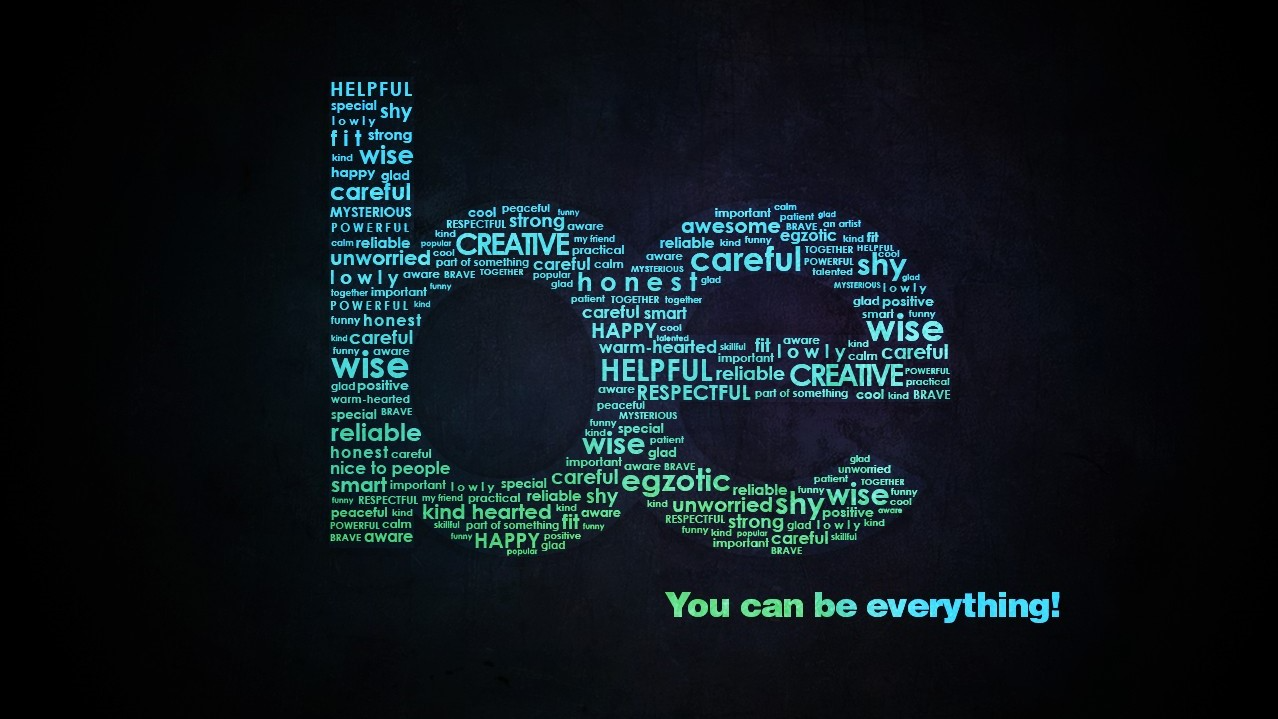 HELPFUL
special shy
lowly
fit strong
kind wise
happy glad
careful
MYSTERIOUS
POWERFUL
calm reliable
unworried
lowly
together important
POWERFUL kind
funny honest
kind careful
funny aware
wise
glad positive
warm-hearted
special BRAVE
reliable
honest careful
nice to people
smart important lowly special careful
funny RESPECTFUL my friend practical reliable shy
peaceful kind kind hearted kind aware
POWERFUL calm skillful part of something fit funny
BRAVE aware funny HAPPY positive
popular glad
cool peaceful funny
RESPECTFUL strong aware
kind
popular CREATIVE my friend
practical
cool part of something careful calm
aware BRAVE TOGETHER popular
glad honest glad
patient TOGETHER together
careful smart
HAPPY cool
talented
warm-hearted skillful fit aware
important lowly kind calm careful
HELPFUL reliable CREATIVE POWERFUL
practical
aware RESPECTFUL part of something cool kind BRAVE
peaceful
MYSTERIOUS
funny special
kind wise patient
glad
important aware BRAVE
important calm
patient glad
awesome BRAVE an artist
reliable kind funny egzotic kind fit
aware careful TOGETHER HELPFUL
cool
MYSTERIOUS POWERFUL
talented shy
glad
MYSTERIOUS lowly
glad positive
smart funny
wise
glad
unworried
egzotic reliable patient TOGETHER
funny wise funny
kind unworried shy cool
positive aware
RESPECTFUL strong glad lowly kind
funny kind popular careful skillful
important
BRAVE
You can be everything!